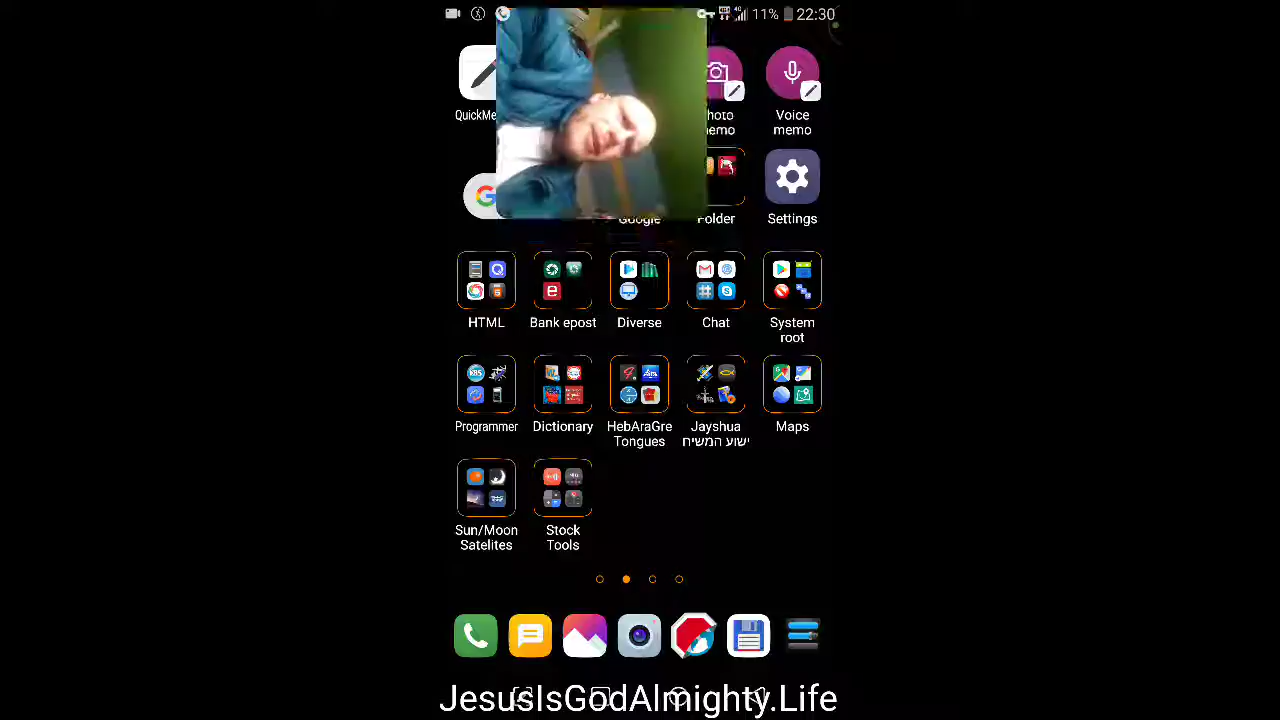 11% 22:30
QuickMe
hoto
emo
Voice
memo
Google
Folder
Settings
HTML
Bank epost
Diverse
Chat
System
root
Programmer
Dictionary
HebAraGre
Tongues
Jayshua
ישוע המשיח
Maps
Sun/Moon
Satelites
Stock
Tools
JesusIsGodAlmighty.Life